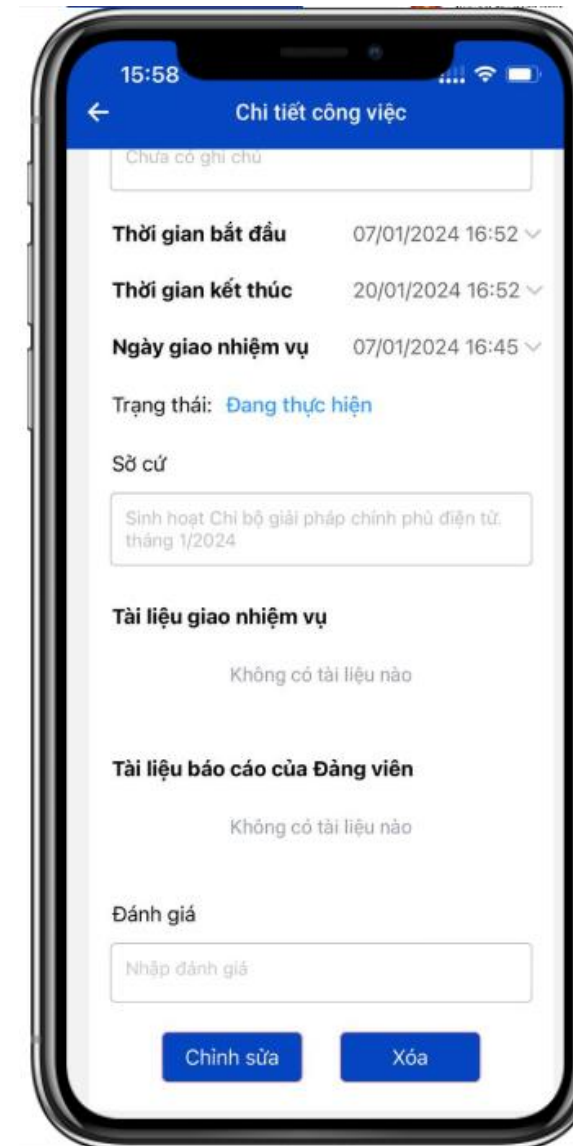 15:58
Chi tiết công việc
Chưa có ghi chú
Thời gian bắt đầu 07/01/2024 16:52
Thời gian kết thúc 20/01/2024 16:52
Ngày giao nhiệm vụ 07/01/2024 16:45
Trạng thái: Đang thực hiện
Sở cứ
Sinh hoạt Chi bộ giải pháp chính phủ điện tử.
tháng 1/2024
Tài liệu giao nhiệm vụ
Không có tài liệu nào
Tài liệu báo cáo của Đảng viên
Không có tài liệu nào
Đánh giá
Nhập đánh giá
Chỉnh sửa Xóa